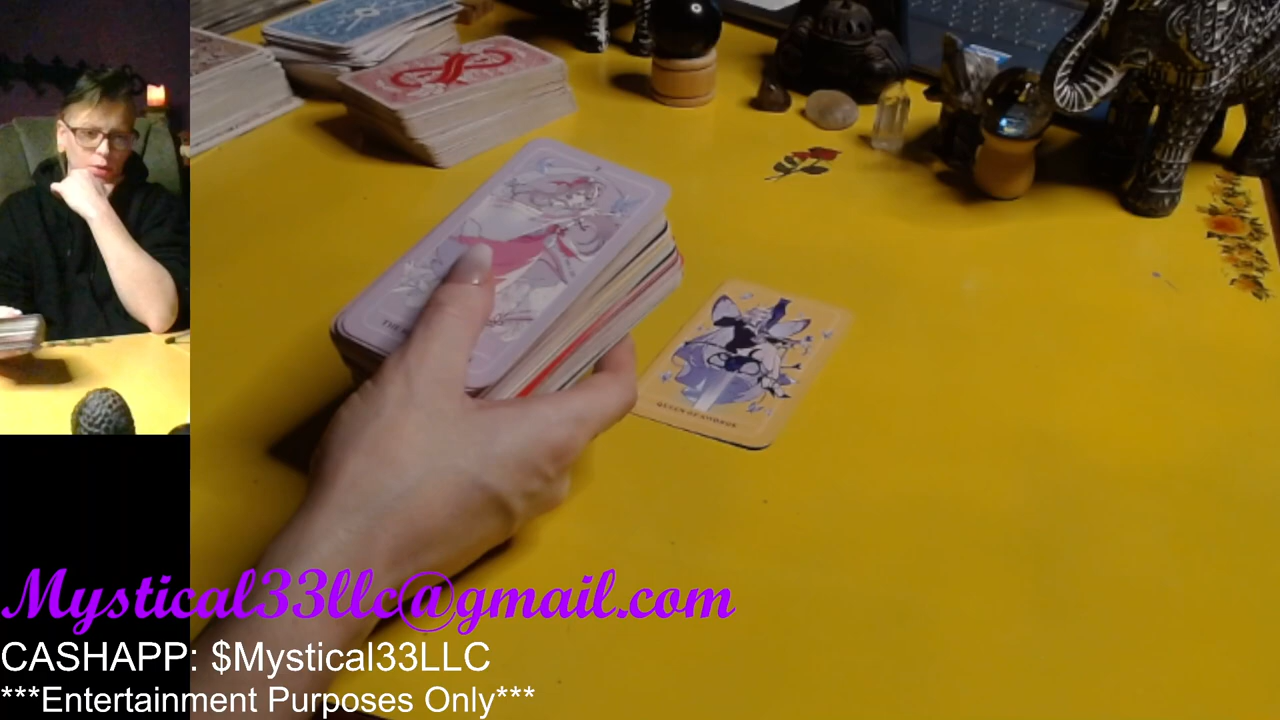 QUEEN OF SWORDS
Mystical33llc@gmail.com
CASHAPP: $Mystical33LLC
***Entertainment Purposes Only***